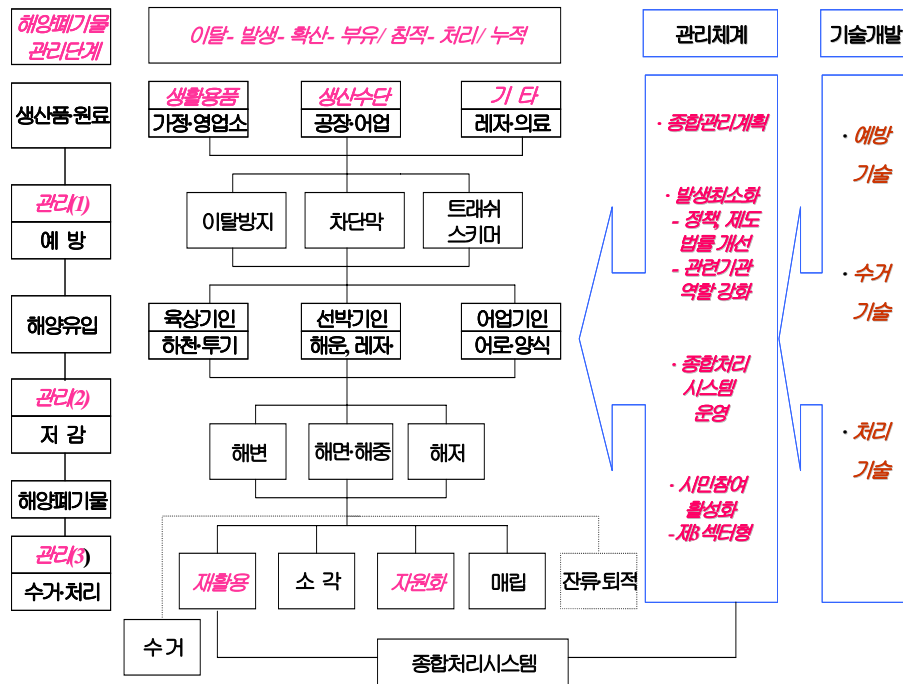 해양폐기물
관리단계
이탈- 발생- 확산- 부유/ 침적- 처리/ 누적
관리체계
기술개발
생산품·원료
생활용품
가정·영업소
생산수단
공장·어업
기 타
레저·의료
관리(1)
예 방
이탈방지
차단막
트래쉬
스키머
해양유입
육상기인
하천·투기
선박기인
해운, 레저·
어업기인
어로·양식
관리(2)
저 감
해변
해면·해중
해저
해양폐기물
관리(3)
수거·처리
재활용
소 각
자원화
매립
잔류·퇴적
수 거
종합처리시스템
· 종합관리계획
· 발생최소화
- 정책, 제도
법률 개선
- 관련기관
역할 강화
· 종합처리
시스템
운영
· 시민참여
활성화
- 제3 섹터형
· 예방
기술
· 수거
기술
· 처리
기술